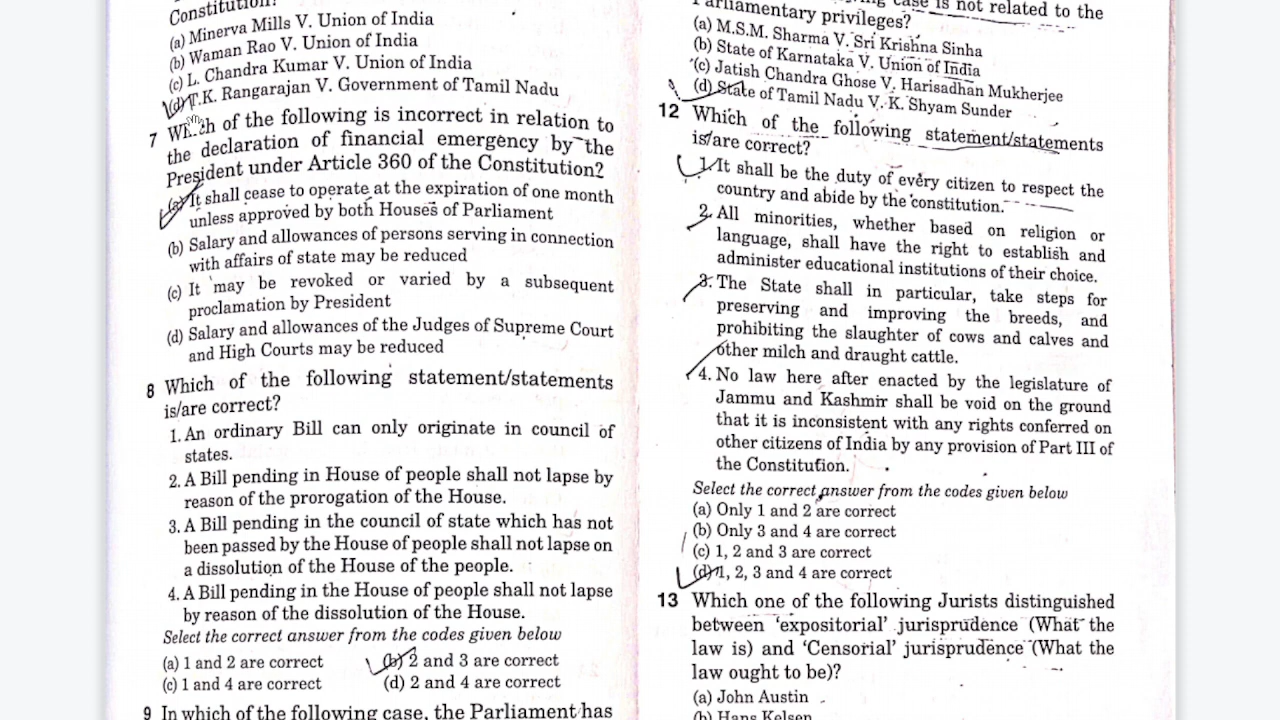 Constitution?
(a) Minerva Mills V. Union of India
(b) Waman Rao V. Union of India
(c) L. Chandra Kumar V. Union of India
(d) T.K. Rangarajan V. Government of Tamil Nadu
7 Which of the following is incorrect in relation to
the declaration of financial emergency by the
President under Article 360 of the Constitution?
(a) It shall cease to operate at the expiration of one month
unless approved by both Houses of Parliament
(b) Salary and allowances of persons serving in connection
with affairs of state may be reduced
(c) It may be revoked or varied by a subsequent
proclamation by President
(d) Salary and allowances of the Judges of Supreme Court
and High Courts may be reduced
8 Which of the following statement/statements
is/are correct?
1. An ordinary Bill can only originate in council of
states.
2. A Bill pending in House of people shall not lapse by
reason of the prorogation of the House.
3. A Bill pending in the council of state which has not
been passed by the House of people shall not lapse on
a dissolution of the House of the people.
4. A Bill pending in the House of people shall not lapse
by reason of the dissolution of the House.
Select the correct answer from the codes given below
(a) 1 and 2 are correct
(b) 2 and 3 are correct
(c) 1 and 4 are correct
(d) 2 and 4 are correct
9 In which of the following case, the Parliament has
case is not related to the
Parliamentary privileges?
(a) M.S.M. Sharma V. Sri Krishna Sinha
(b) State of Karnataka V. Union of India
(c) Jatish Chandra Ghose V. Harisadhan Mukherjee
(d) State of Tamil Nadu V. K. Shyam Sunder
12 Which of the following statement/statements
is/are correct?
1. It shall be the duty of every citizen to respect the
country and abide by the constitution.
2. All minorities, whether based on religion or
language, shall have the right to establish and
administer educational institutions of their choice.
3. The State shall in particular, take steps for
preserving and improving the breeds, and
prohibiting the slaughter of cows and calves and
other milch and draught cattle.
4. No law here after enacted by the legislature of
Jammu and Kashmir shall be void on the ground
that it is inconsistent with any rights conferred on
other citizens of India by any provision of Part III of
the Constitution.
Select the correct answer from the codes given below
(a) Only 1 and 2 are correct
(b) Only 3 and 4 are correct
(c) 1, 2 and 3 are correct
(d) 1, 2, 3 and 4 are correct
13 Which one of the following Jurists distinguished
between 'expositorial' jurisprudence (What the
law is) and 'Censorial' jurisprudence (What the
law ought to be)?
(a) John Austin
(b) Hans Kelsen